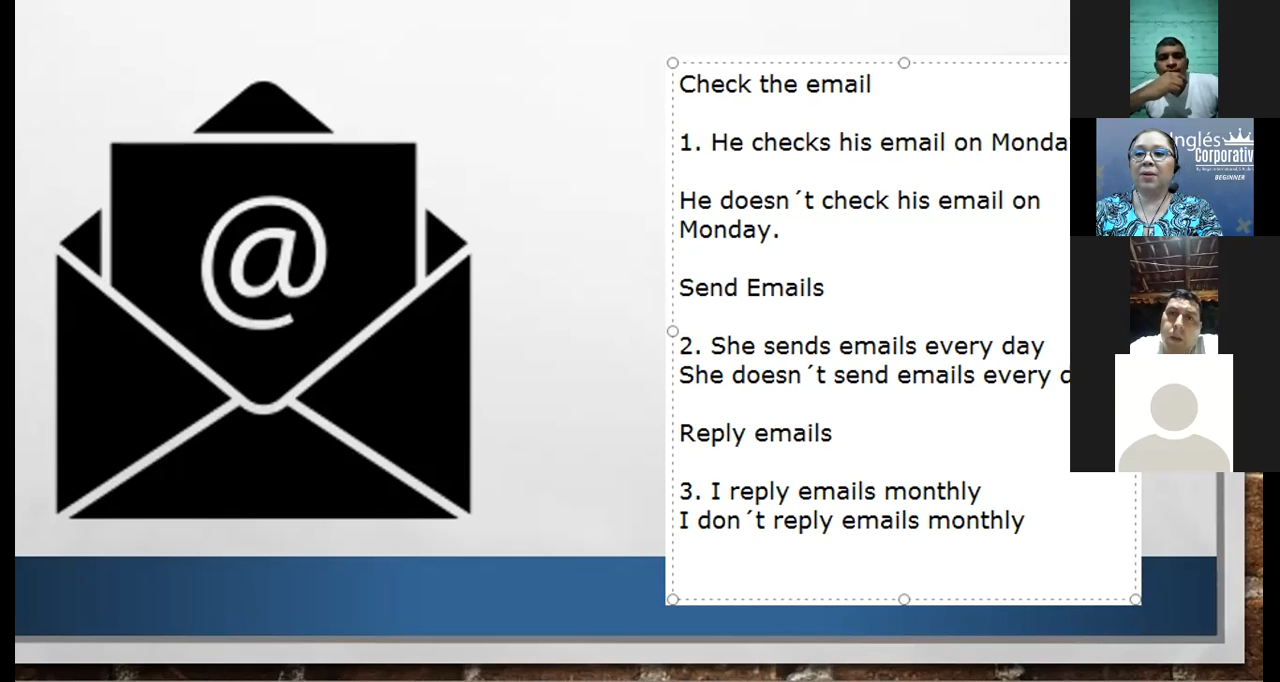 Check the email
1. He checks his email on Monda
He doesn´t check his email on
Monday.
Send Emails
2. She sends emails every day
She doesn´t send emails every d
Reply emails
3. I reply emails monthly
I don´t reply emails monthly
@
Inglés
Corporativ
BEGINNER